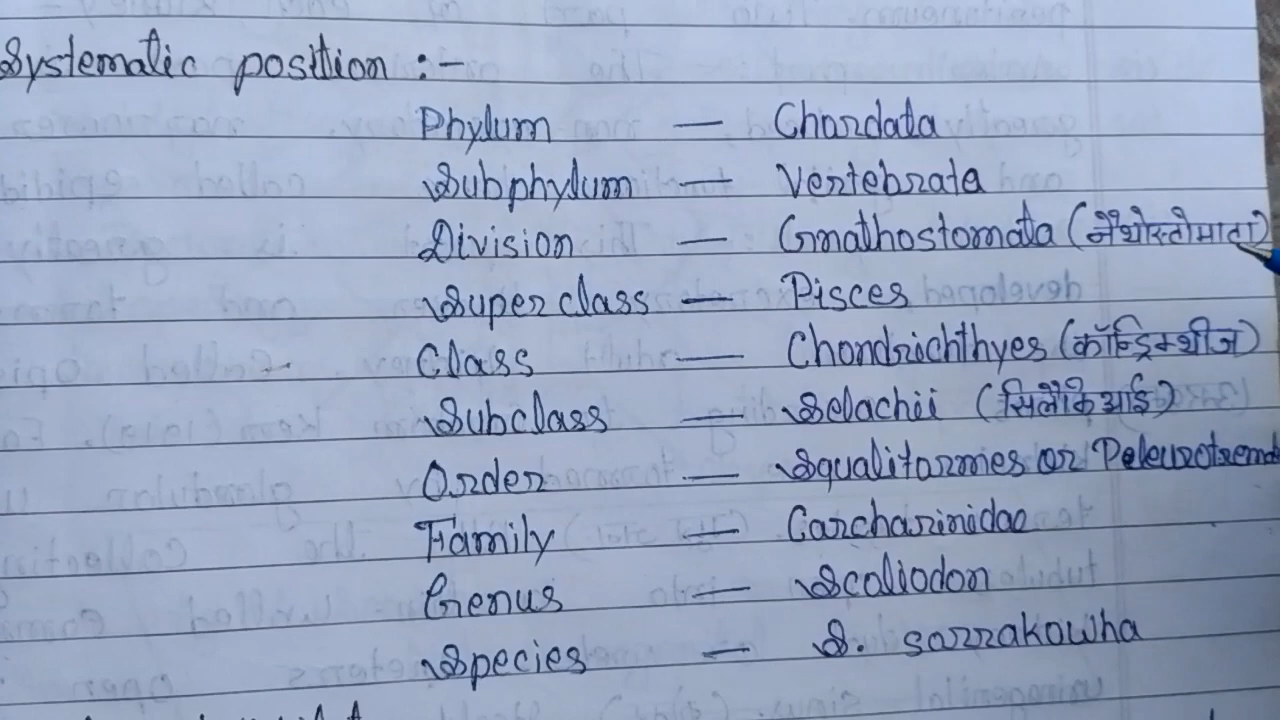 Systematic position :-
Phylum — Chordata
Subphylum — Vertebrata
Division — Gnathostomata (नैथोस्तोमाता)
Superclass — Pisces
Class — Chondrichthyes (कॉन्ड्रिक्थीज)
Subclass — Selachii (सिलैकिआई)
Order — Squaliformes or Peleurotremata
Family — Carcharinidae
Genus — Scoliodon
Species — S. sorrakowha